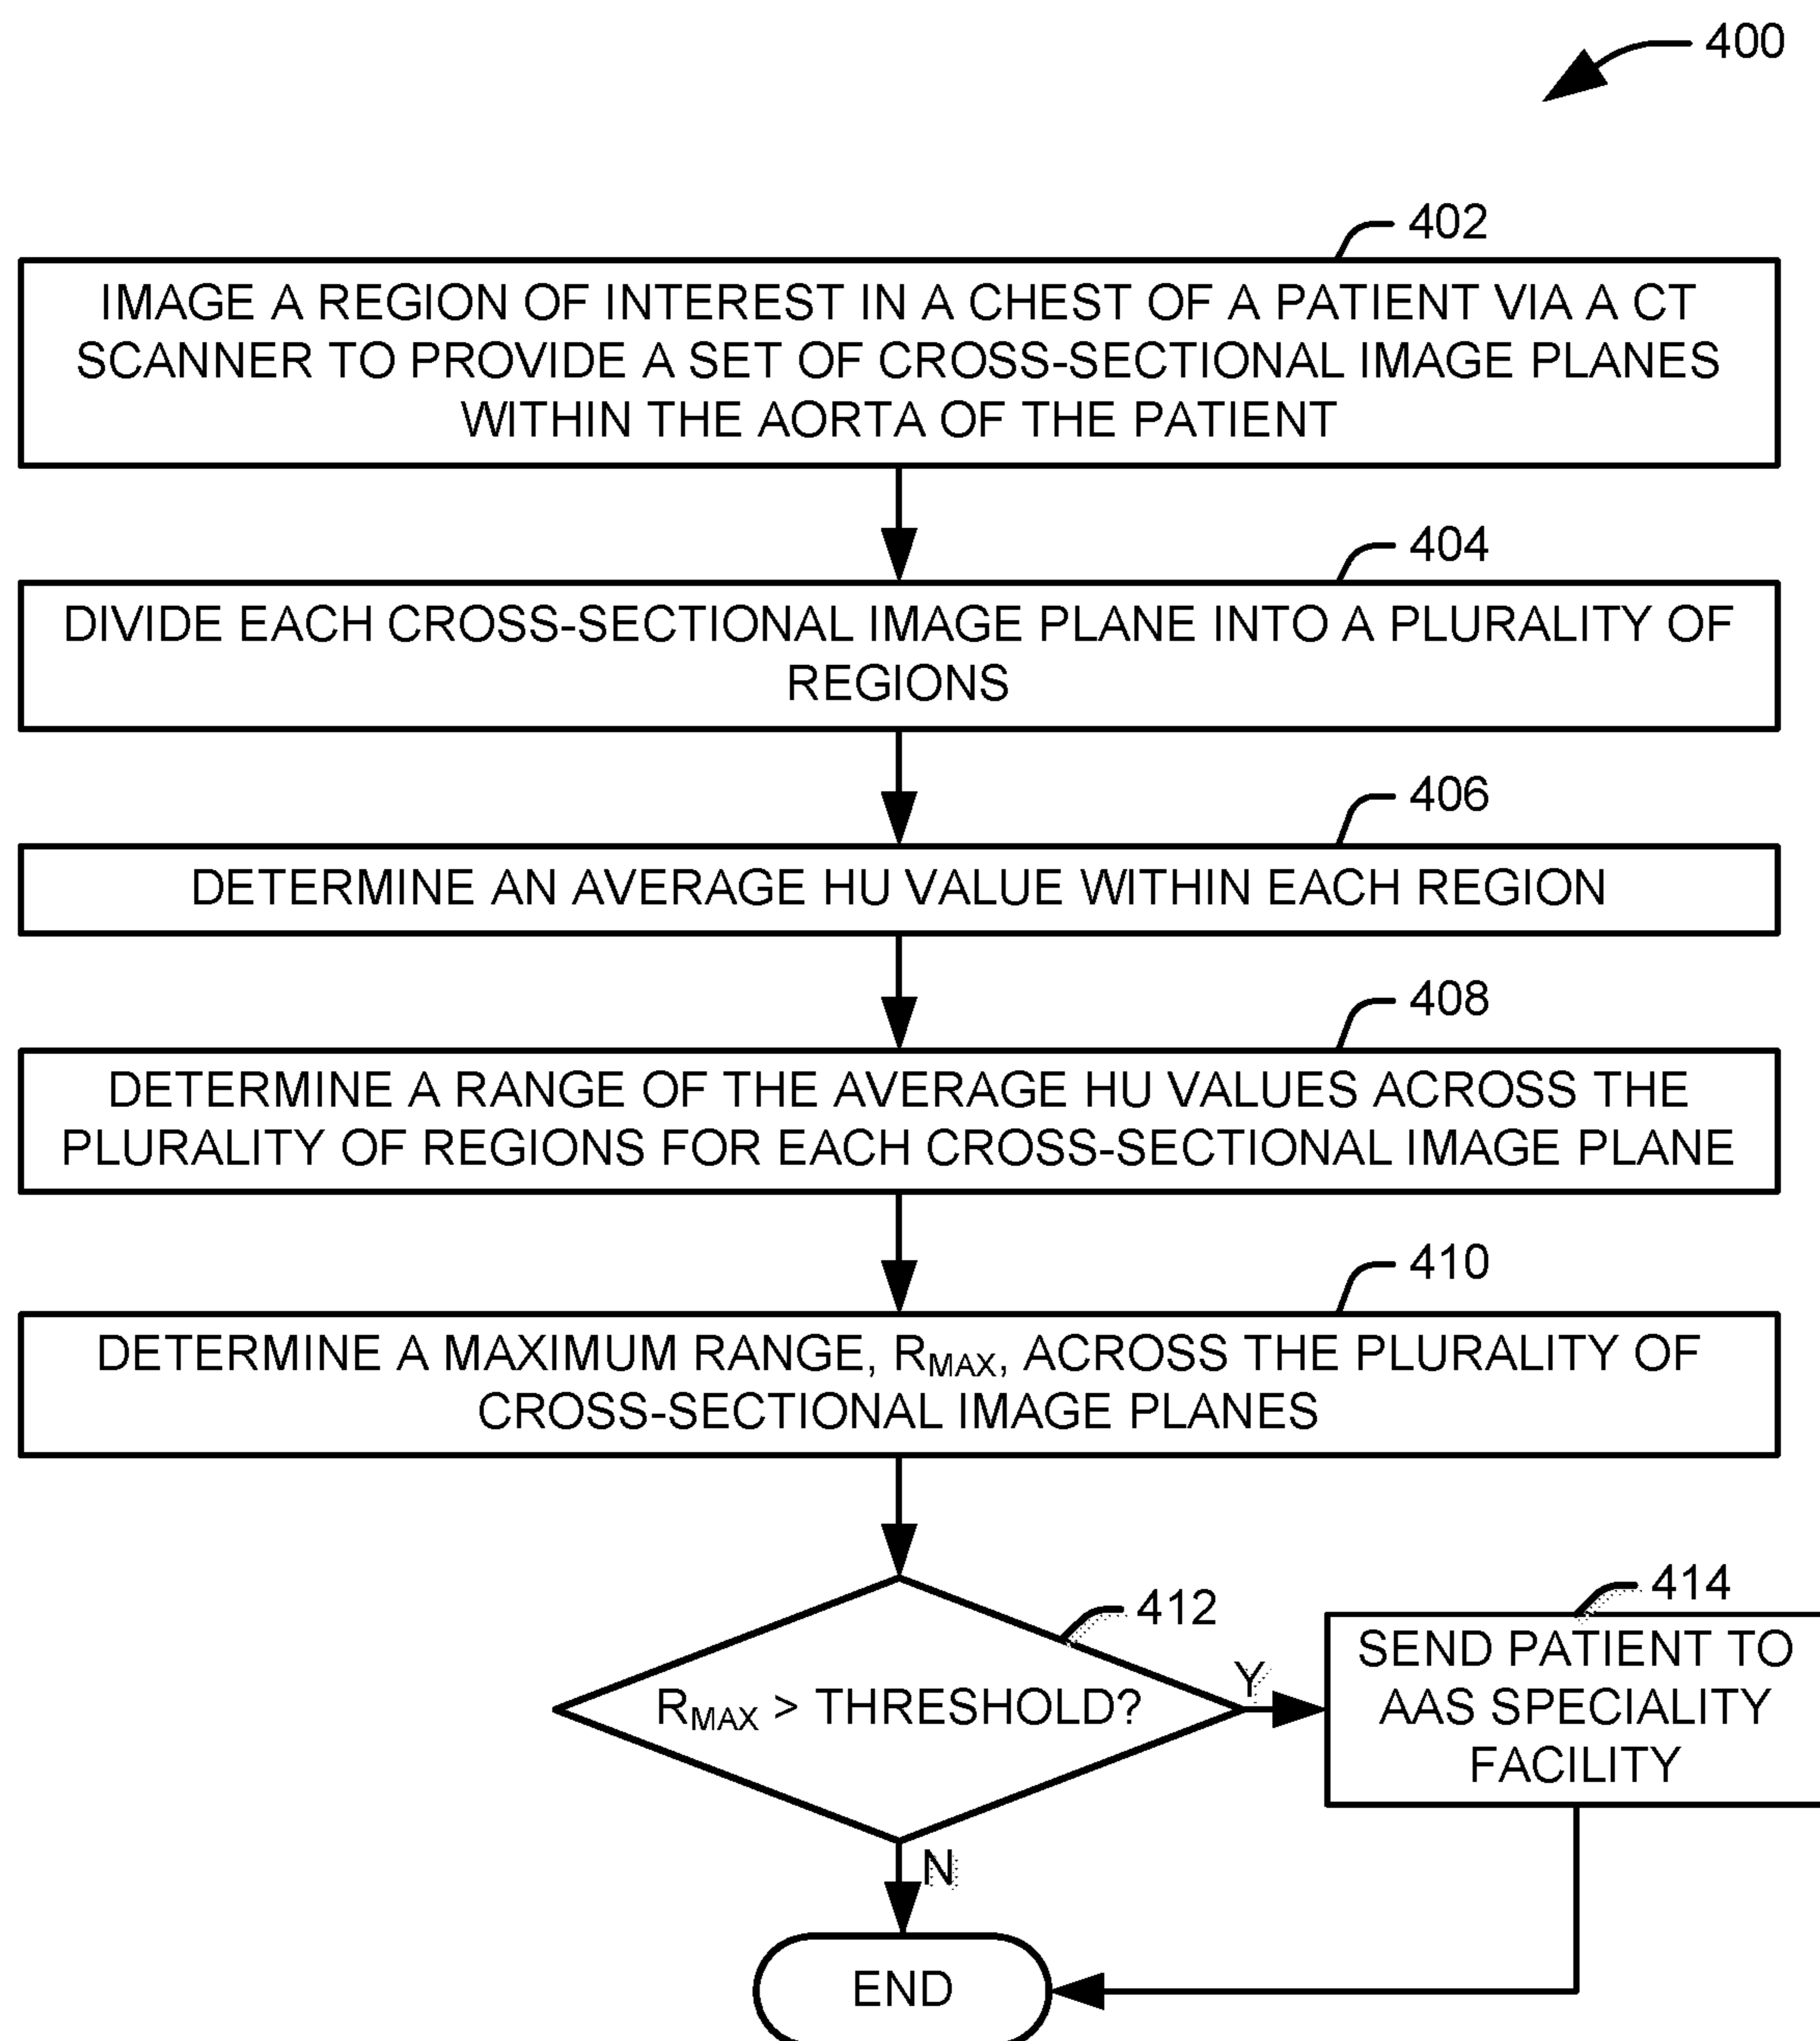 400
402
IMAGE A REGION OF INTEREST IN A CHEST OF A PATIENT VIA A CT
SCANNER TO PROVIDE A SET OF CROSS-SECTIONAL IMAGE PLANES
WITHIN THE AORTA OF THE PATIENT
404
DIVIDE EACH CROSS-SECTIONAL IMAGE PLANE INTO A PLURALITY OF
REGIONS
406
DETERMINE AN AVERAGE HU VALUE WITHIN EACH REGION
408
DETERMINE A RANGE OF THE AVERAGE HU VALUES ACROSS THE
PLURALITY OF REGIONS FOR EACH CROSS-SECTIONAL IMAGE PLANE
410
DETERMINE A MAXIMUM RANGE, RMAX, ACROSS THE PLURALITY OF
CROSS-SECTIONAL IMAGE PLANES
412
RMAX > THRESHOLD?
Y
414
SEND PATIENT TO
AAS SPECIALITY
FACILITY
N
END